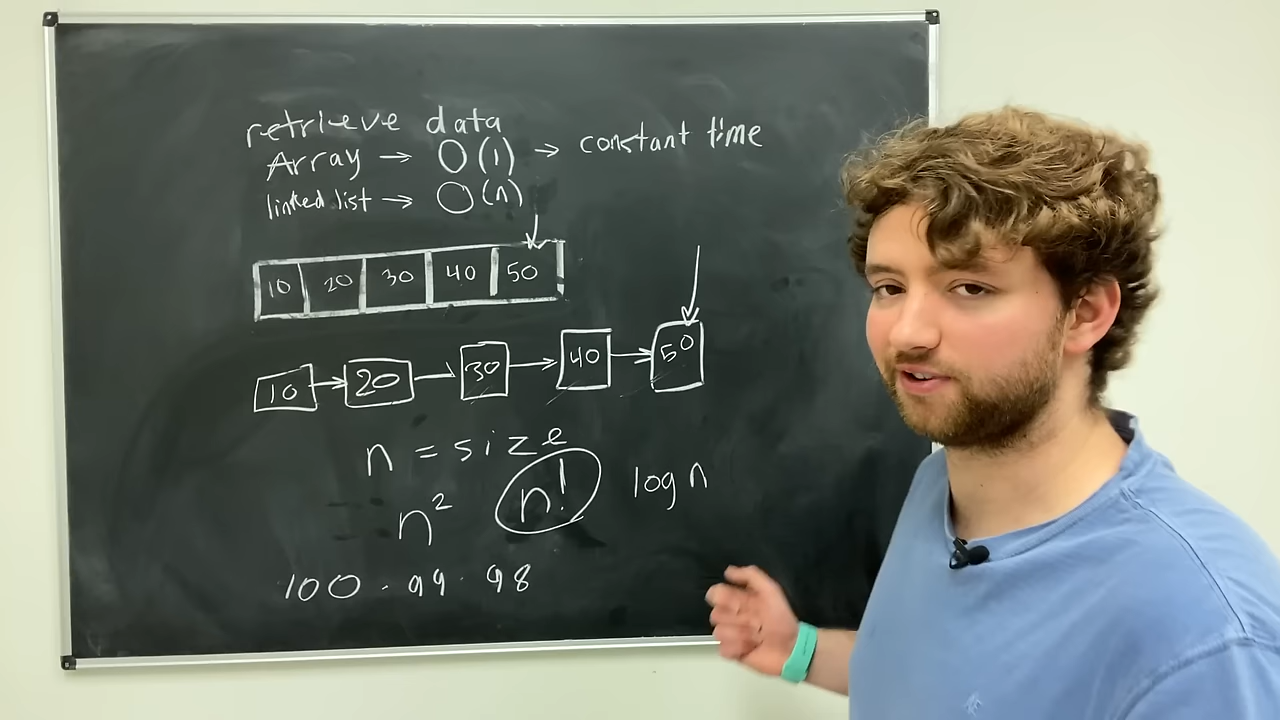 retrieve data
Array → O(1) → constant time
linked list → O(n)
10 20 30 40 50
10 → 20 → 30 → 40 → 50
n = size
n² n! log n
100 · 99 · 98